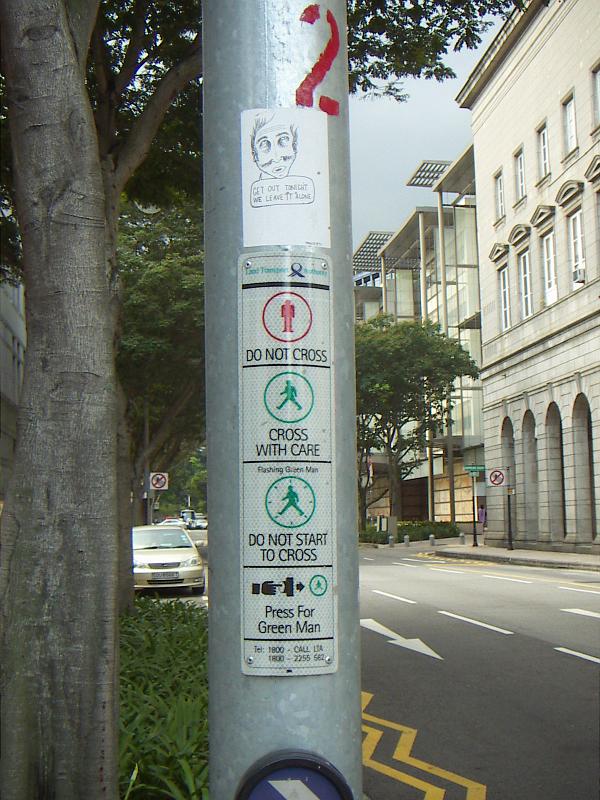 2
GET OUT TONIGHT
WE LEAVE IT ALONE
Land Transport Authority
DO NOT CROSS
CROSS
WITH CARE
Flashing Green Man
DO NOT START
TO CROSS
Press For
Green Man
Tel: 1800 - CALL LTA
1800 - 2255 582